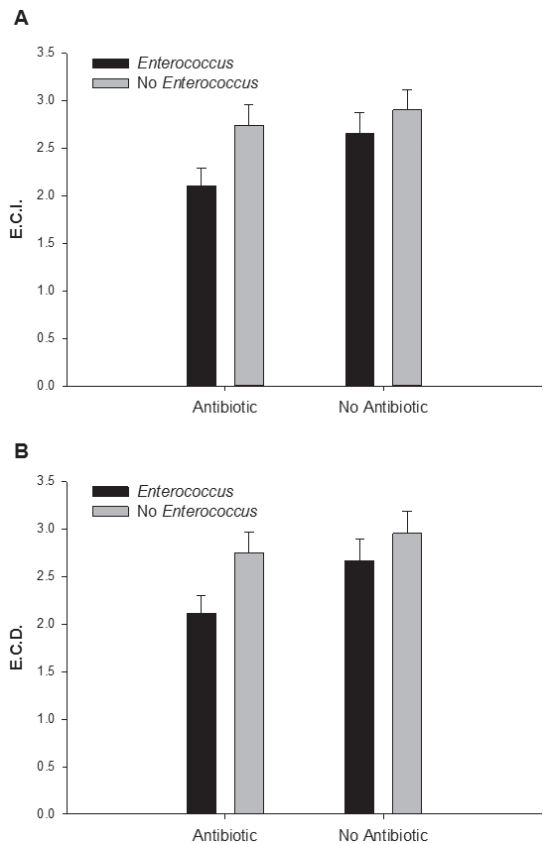 A
3.5
Enterococcus
No Enterococcus
3.0
2.5
2.0
E.C.I.
1.5
1.0
0.5
0.0
Antibiotic No Antibiotic
B
3.5
Enterococcus
No Enterococcus
3.0
2.5
2.0
E.C.D.
1.5
1.0
0.5
0.0
Antibiotic No Antibiotic